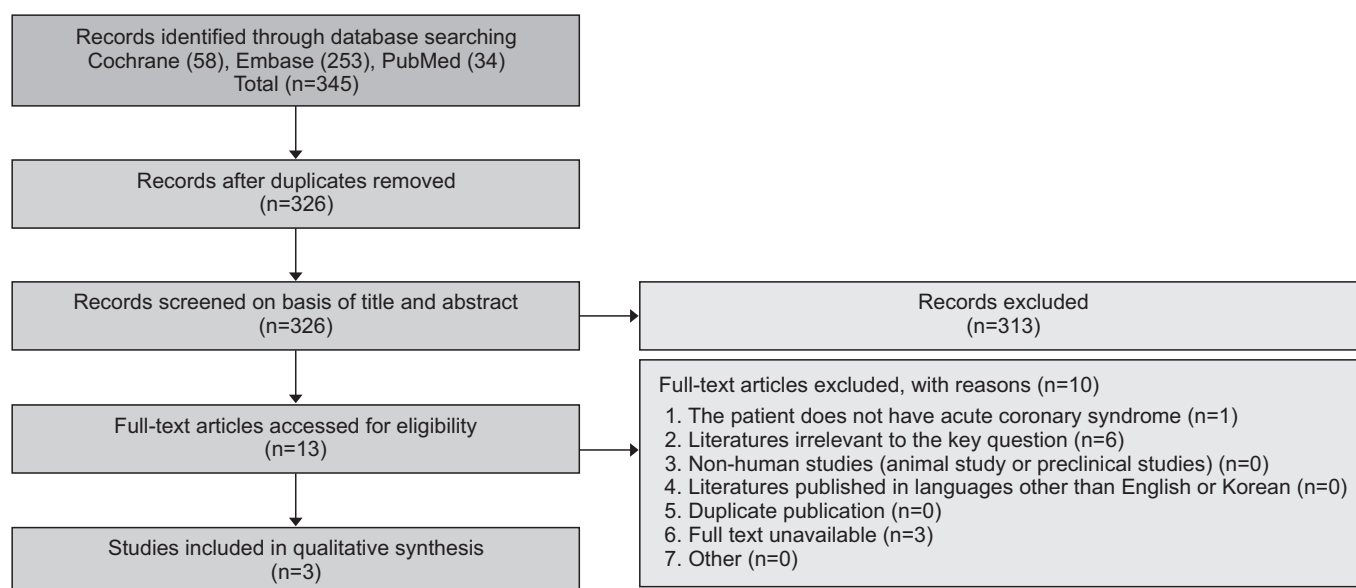 Records identified through database searching
Cochrane (58), Embase (253), PubMed (34)
Total (n=345)
Records after duplicates removed
(n=326)
Records screened on basis of title and abstract
(n=326)
Records excluded
(n=313)
Full-text articles accessed for eligibility
(n=13)
Full-text articles excluded, with reasons (n=10)
1. The patient does not have acute coronary syndrome (n=1)
2. Literatures irrelevant to the key question (n=6)
3. Non-human studies (animal study or preclinical studies) (n=0)
4. Literatures published in languages other than English or Korean (n=0)
5. Duplicate publication (n=0)
6. Full text unavailable (n=3)
7. Other (n=0)
Studies included in qualitative synthesis
(n=3)